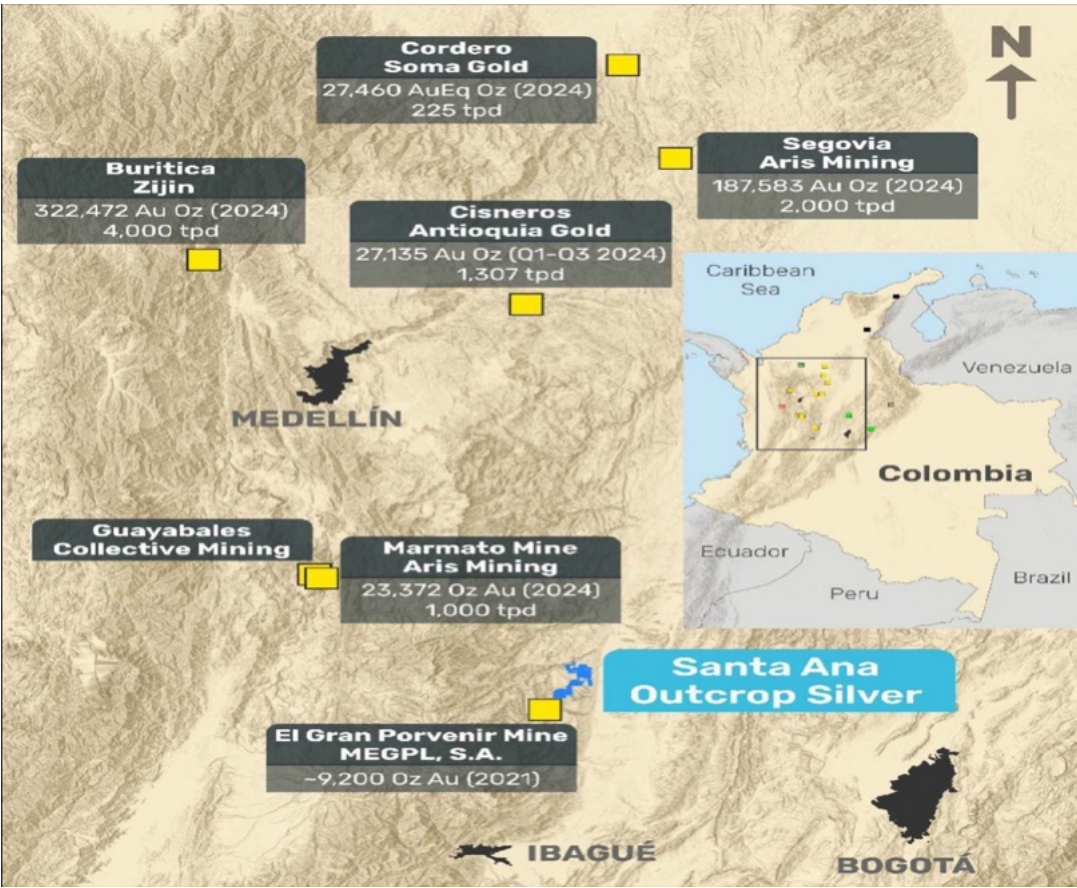 Cordero
Soma Gold
27,460 AuEq Oz (2024)
225 tpd
N
Segovia
Aris Mining
187,583 Au Oz (2024)
2,000 tpd
Buritica
Zijin
322,472 Au Oz (2024)
4,000 tpd
Cisneros
Antioquia Gold
27,135 Au Oz (Q1-Q3 2024)
1,307 tpd
MEDELLÍN
Caribbean
Sea
Venezuela
Colombia
Ecuador
Peru
Brazil
Guayabales
Collective Mining
Marmato Mine
Aris Mining
23,372 Oz Au (2024)
1,000 tpd
Santa Ana
Outcrop Silver
El Gran Porvenir Mine
MEGPL, S.A.
~9,200 Oz Au (2021)
IBAGUÉ
BOGOTÁ